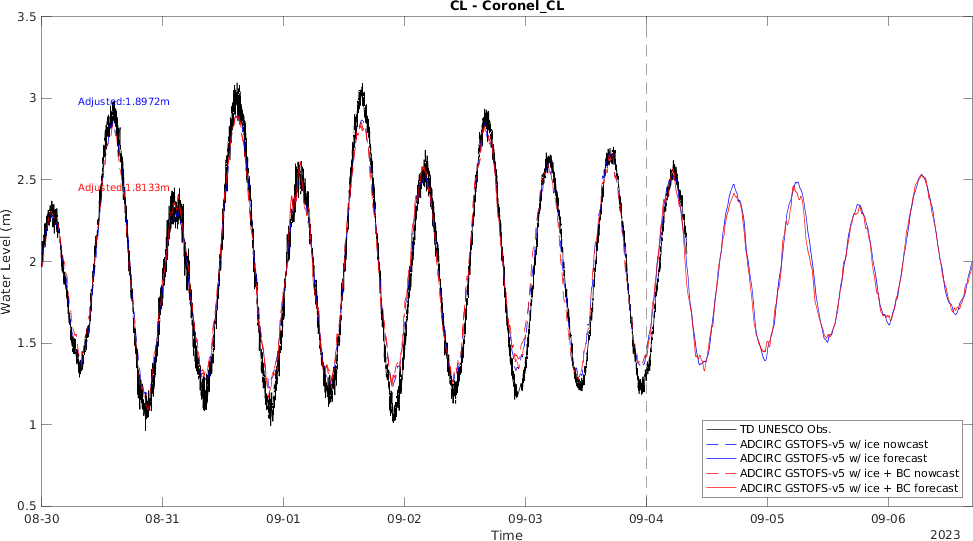 CL - Coronel_CL
3.5
3
2.5
2
1.5
1
0.5
Water Level (m)
Adjusted:1.8972m
Adjusted:1.8133m
TD UNESCO Obs.
ADCIRC GSTOFS-v5 w/ ice nowcast
ADCIRC GSTOFS-v5 w/ ice forecast
ADCIRC GSTOFS-v5 w/ ice + BC nowcast
ADCIRC GSTOFS-v5 w/ ice + BC forecast
08-30 08-31 09-01 09-02 09-03 09-04 09-05 09-06
Time
2023